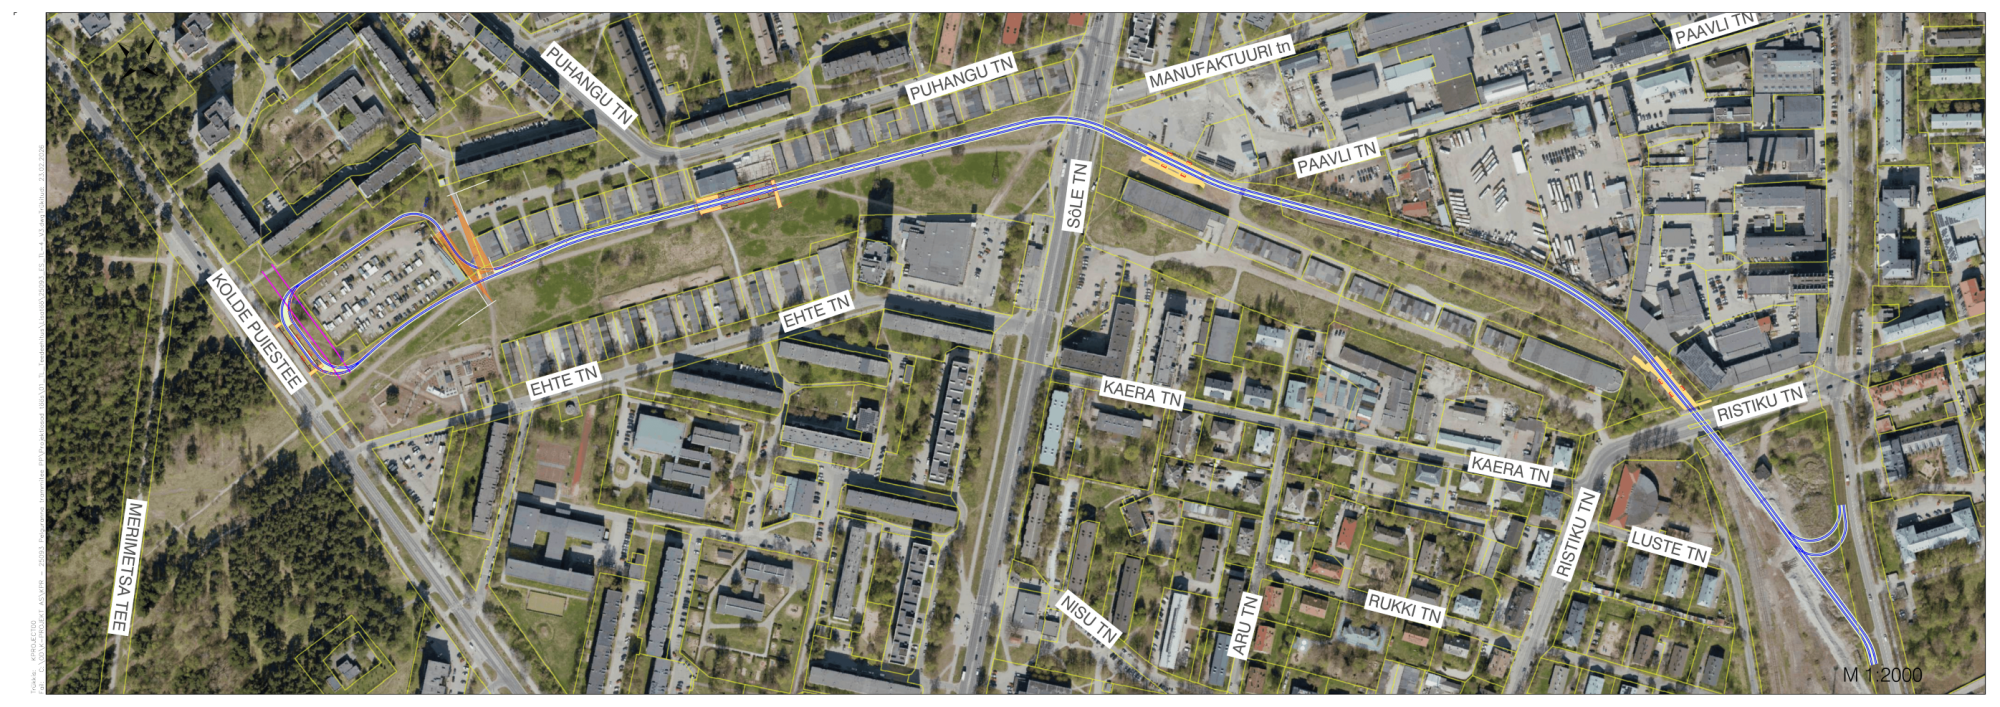 PAAVLI TN
MANUFAKTUURI tn
PUHANGU TN
PUHANGU TN
PAAVLI TN
SõLE TN
KOLDE PUIESTEE
EHTE TN
EHTE TN
KAERA TN
RISTIKU TN
KAERA TN
MERIMETSA TEE
RISTIKU TN
LUSTE TN
NISU TN
ARU TN
RUKKI TN
M 1:2000